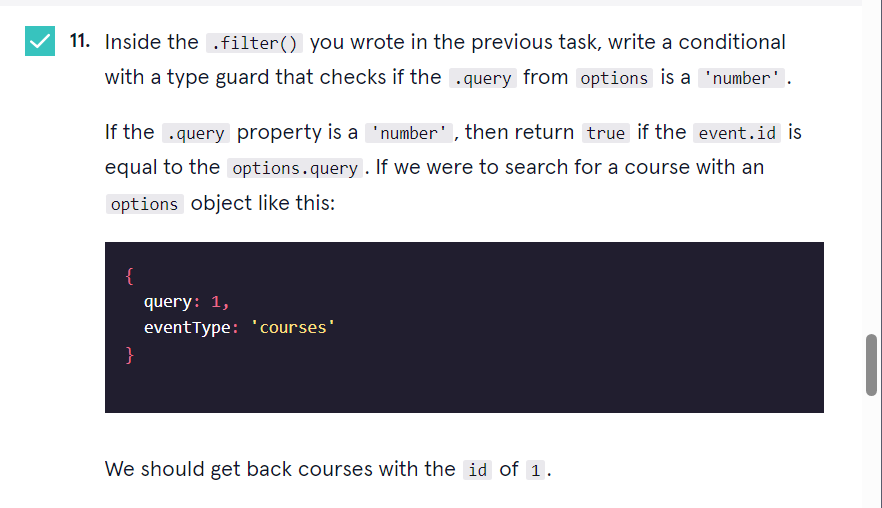 11. Inside the .filter() you wrote in the previous task, write a conditional
with a type guard that checks if the .query from options is a 'number'.
If the .query property is a 'number', then return true if the event.id is
equal to the options.query. If we were to search for a course with an
options object like this:
{
query: 1,
eventType: 'courses'
}
We should get back courses with the id of 1.